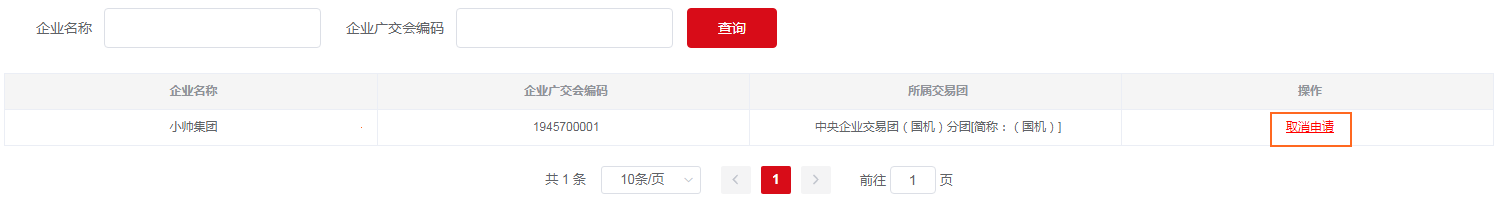 企业名称 企业广交会编码 查询
企业名称 企业广交会编码 所属交易团 操作
小帅集团 1945700001 中央企业交易团（国机）分团[简称：（国机）] 取消申请
共 1 条 10条/页 1 前往 1 页